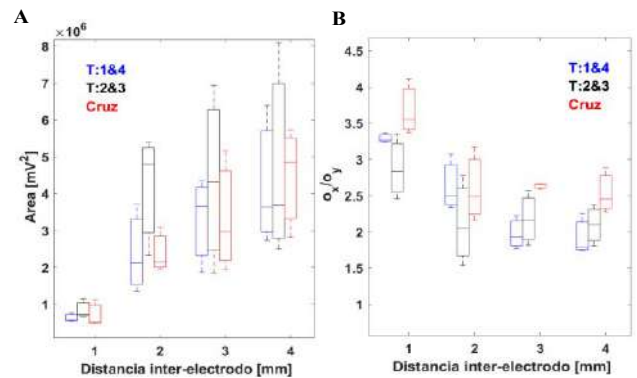 A
×10⁶
8
7
6
5
4
3
2
1
Area [mV²]
T:1&4
T:2&3
Cruz
1 2 3 4
Distancia inter-electrodo [mm]
B
4.5
4
3.5
3
2.5
2
1.5
1
σx/σy
T:1&4
T:2&3
Cruz
1 2 3 4
Distancia inter-electrodo [mm]